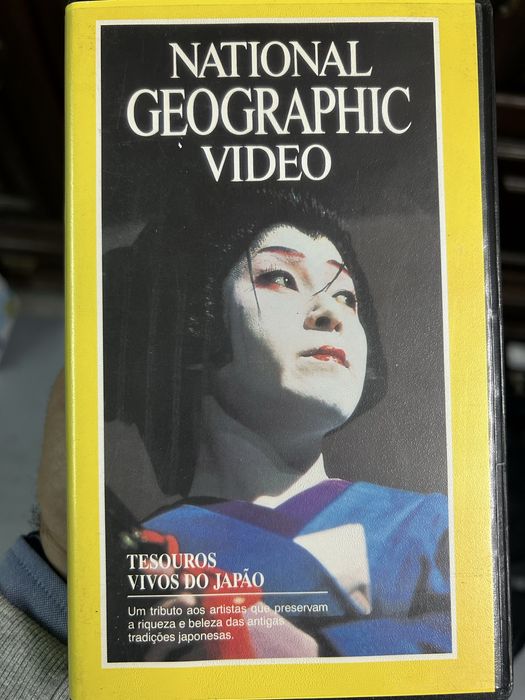 NATIONAL
GEOGRAPHIC
VIDEO
TESOUROS
VIVOS DO JAPÃO
Um tributo aos artistas que preservam
a riqueza e beleza das antigas
tradições japonesas.